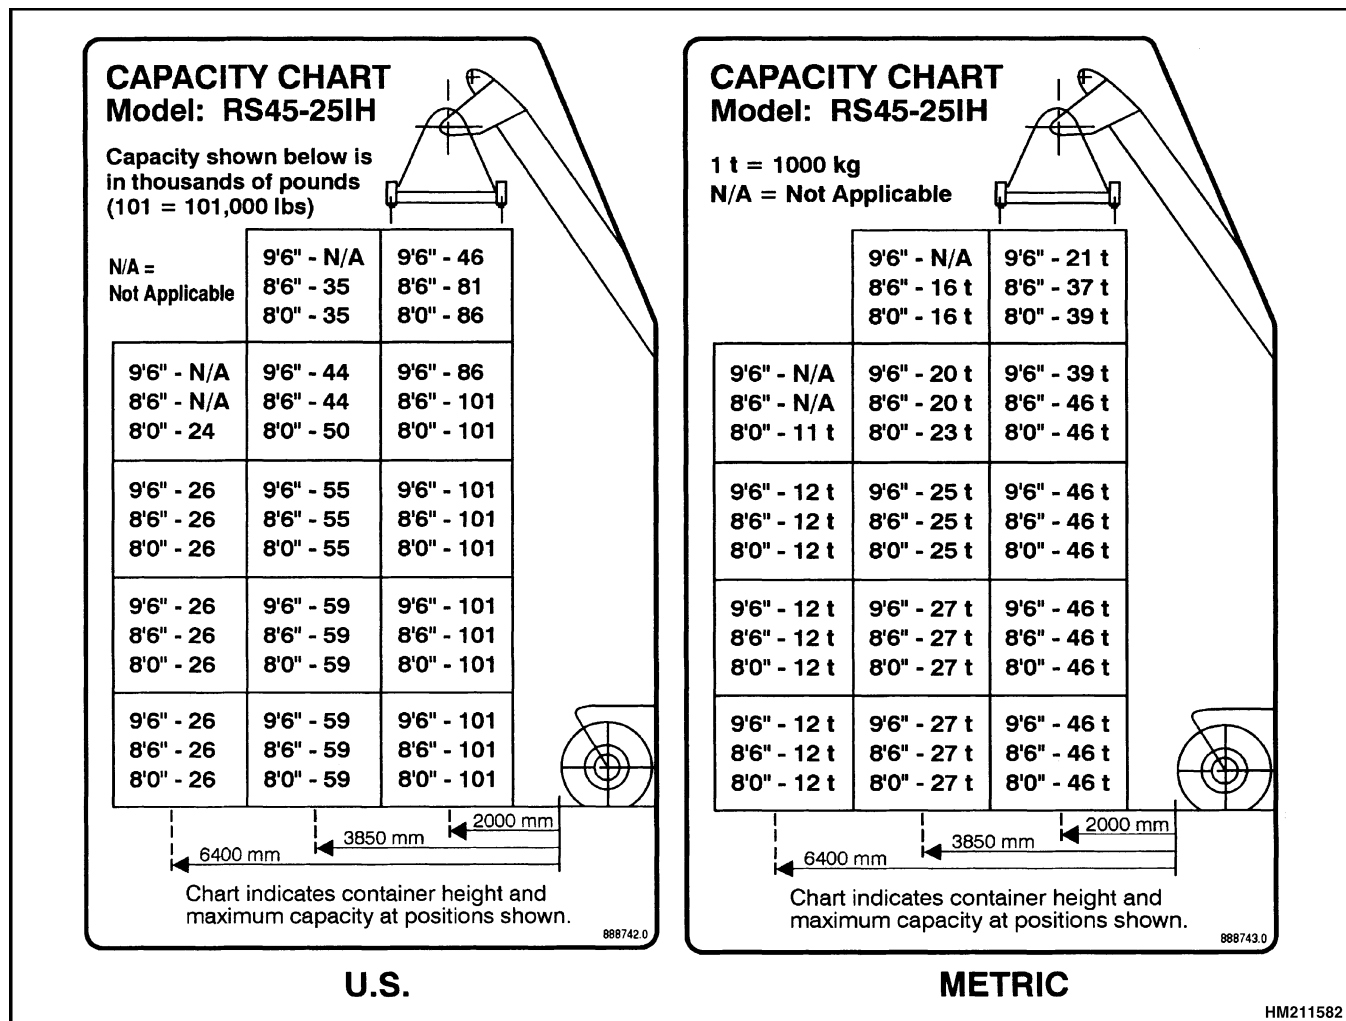 CAPACITY CHART
Model: RS45-25IH
Capacity shown below is
in thousands of pounds
(101 = 101,000 lbs)
N/A =
Not Applicable
9'6" - N/A 9'6" - 46
8'6" - 35 8'6" - 81
8'0" - 35 8'0" - 86
9'6" - N/A 9'6" - 44 9'6" - 86
8'6" - N/A 8'6" - 44 8'6" - 101
8'0" - 24 8'0" - 50 8'0" - 101
9'6" - 26 9'6" - 55 9'6" - 101
8'6" - 26 8'6" - 55 8'6" - 101
8'0" - 26 8'0" - 55 8'0" - 101
9'6" - 26 9'6" - 59 9'6" - 101
8'6" - 26 8'6" - 59 8'6" - 101
8'0" - 26 8'0" - 59 8'0" - 101
9'6" - 26 9'6" - 59 9'6" - 101
8'6" - 26 8'6" - 59 8'6" - 101
8'0" - 26 8'0" - 59 8'0" - 101
2000 mm
3850 mm
6400 mm
Chart indicates container height and
maximum capacity at positions shown.
888742.0
U.S.
CAPACITY CHART
Model: RS45-25IH
1 t = 1000 kg
N/A = Not Applicable
9'6" - N/A 9'6" - 21 t
8'6" - 16 t 8'6" - 37 t
8'0" - 16 t 8'0" - 39 t
9'6" - N/A 9'6" - 20 t 9'6" - 39 t
8'6" - N/A 8'6" - 20 t 8'6" - 46 t
8'0" - 11 t 8'0" - 23 t 8'0" - 46 t
9'6" - 12 t 9'6" - 25 t 9'6" - 46 t
8'6" - 12 t 8'6" - 25 t 8'6" - 46 t
8'0" - 12 t 8'0" - 25 t 8'0" - 46 t
9'6" - 12 t 9'6" - 27 t 9'6" - 46 t
8'6" - 12 t 8'6" - 27 t 8'6" - 46 t
8'0" - 12 t 8'0" - 27 t 8'0" - 46 t
9'6" - 12 t 9'6" - 27 t 9'6" - 46 t
8'6" - 12 t 8'6" - 27 t 8'6" - 46 t
8'0" - 12 t 8'0" - 27 t 8'0" - 46 t
2000 mm
3850 mm
6400 mm
Chart indicates container height and
maximum capacity at positions shown.
888743.0
METRIC
HM211582